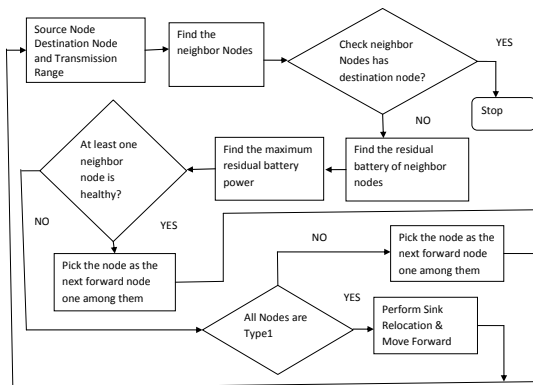 Source Node
Destination Node
and Transmission
Range
Find the
neighbor Nodes
Check neighbor
Nodes has
destination node?
YES
Stop
NO
Find the residual
battery of neighbor
nodes
Find the maximum
residual battery
power
At least one
neighbor
node is
healthy?
NO
YES
Pick the node as the
next forward node
one among them
All Nodes are
Type1
NO
Pick the node as the
next forward node
one among them
YES
Perform Sink
Relocation &
Move Forward